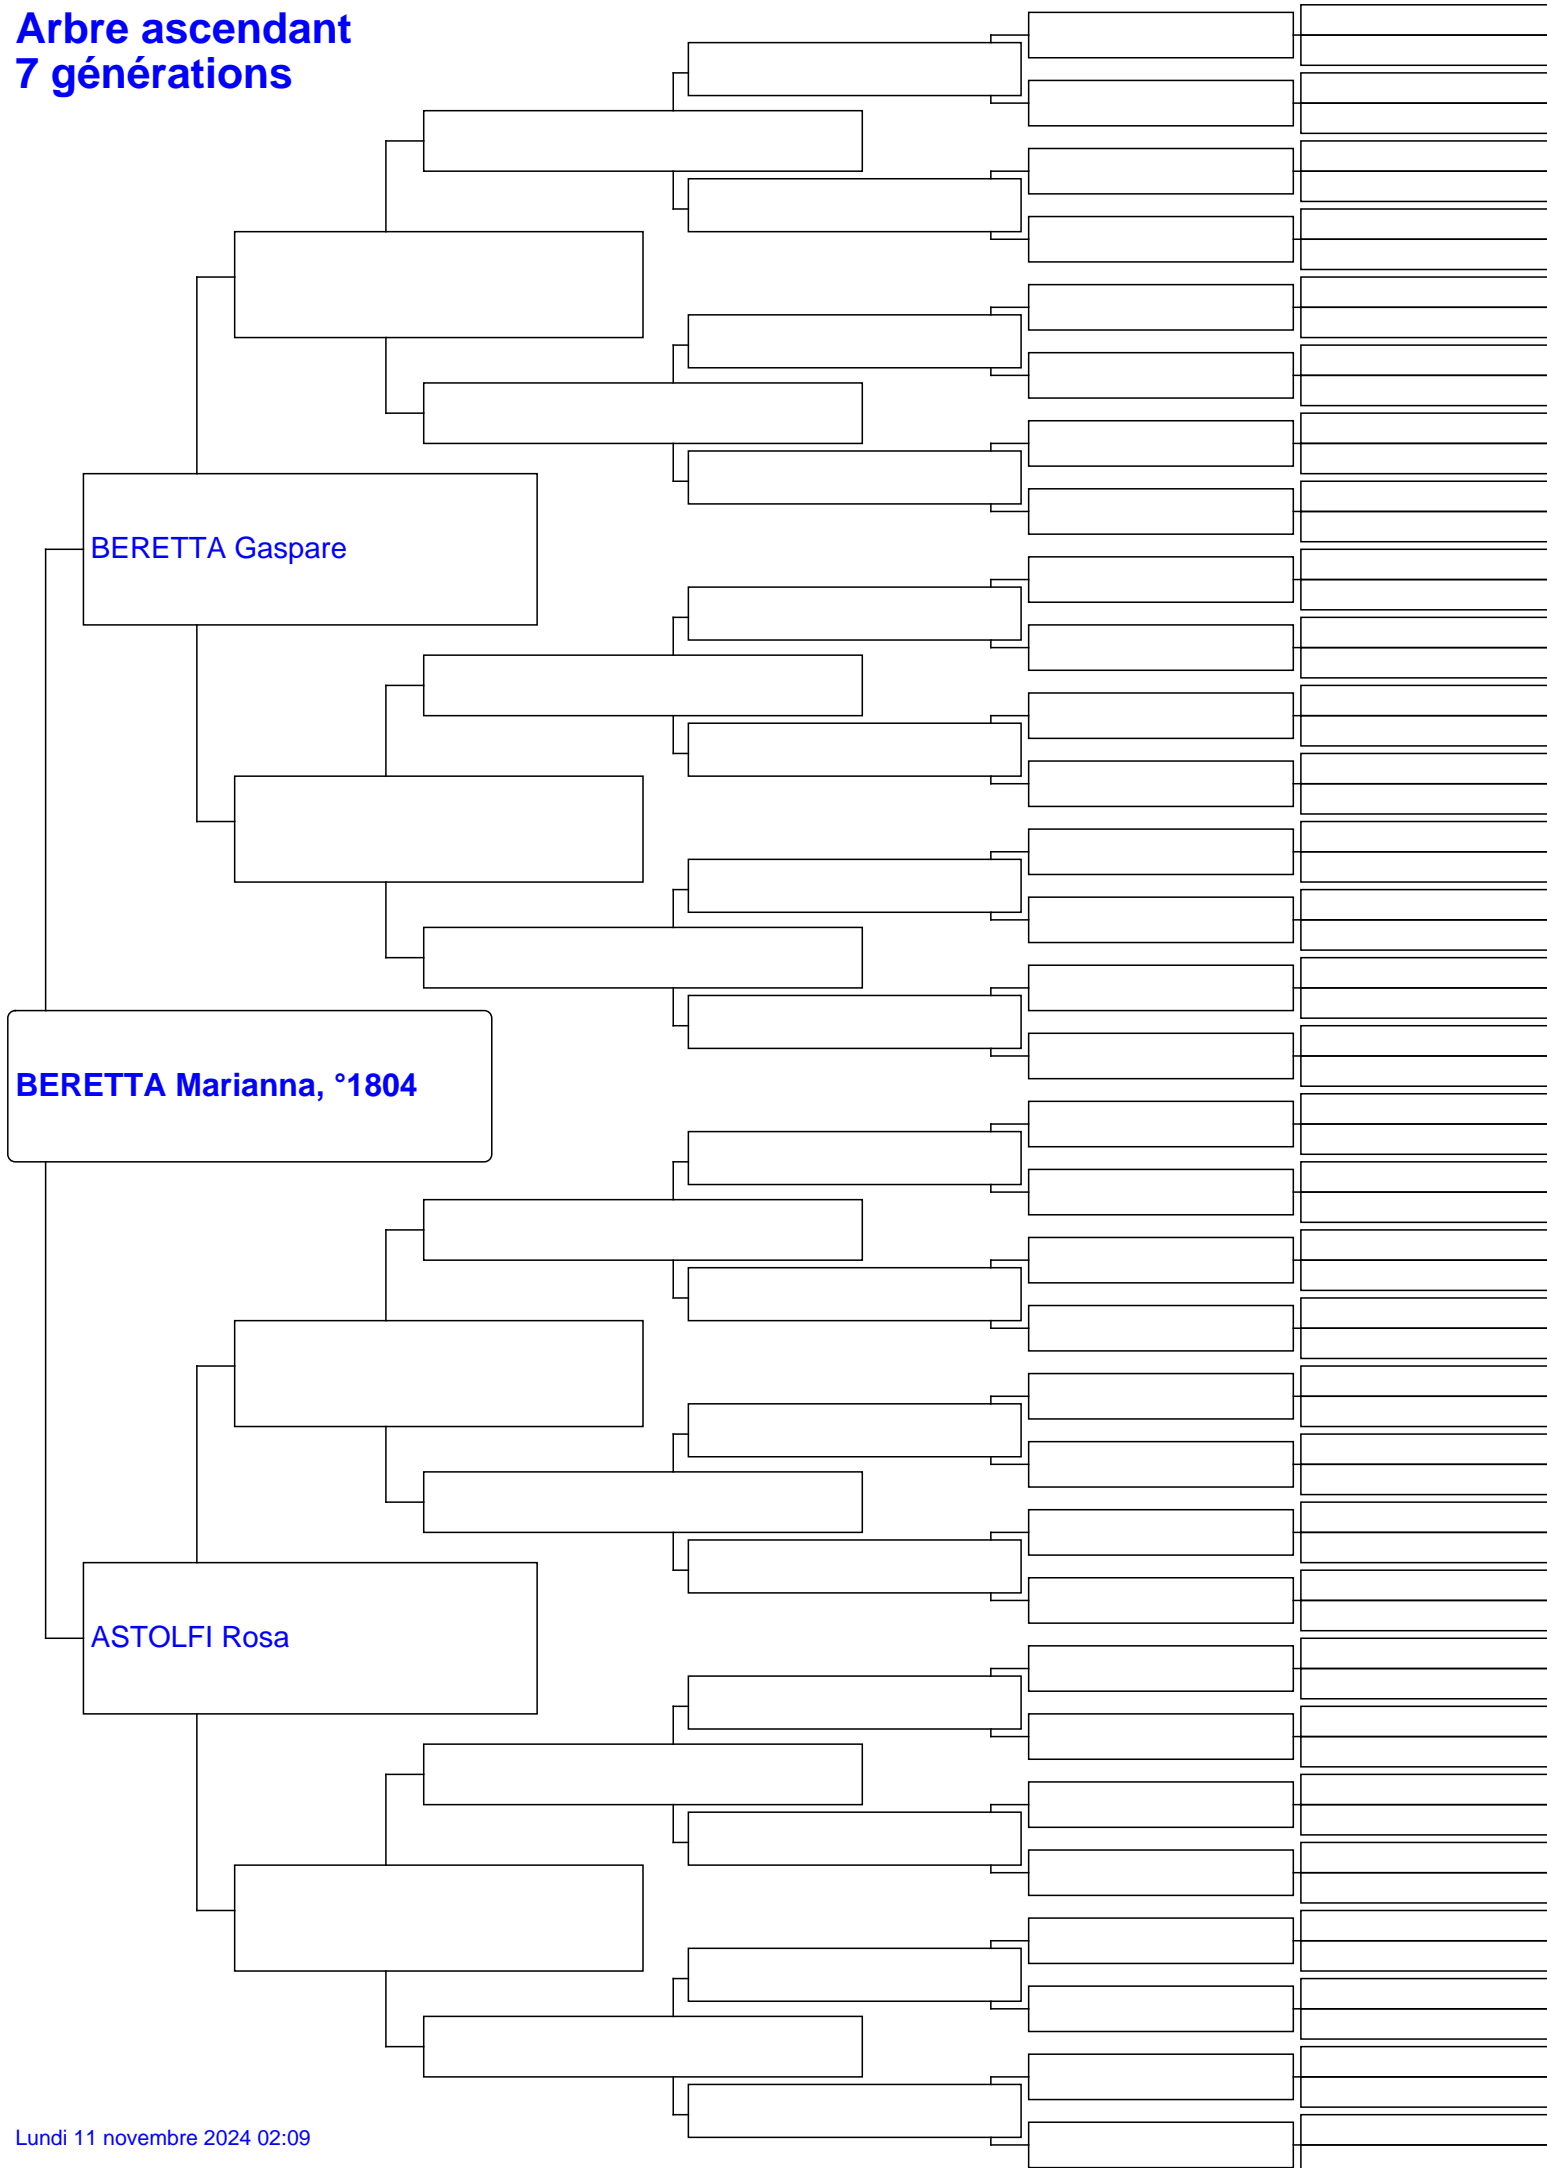 Arbre ascendant
7 générations
BERETTA Gaspare
BERETTA Marianna, °1804
ASTOLFI Rosa
Lundi 11 novembre 2024 02:09